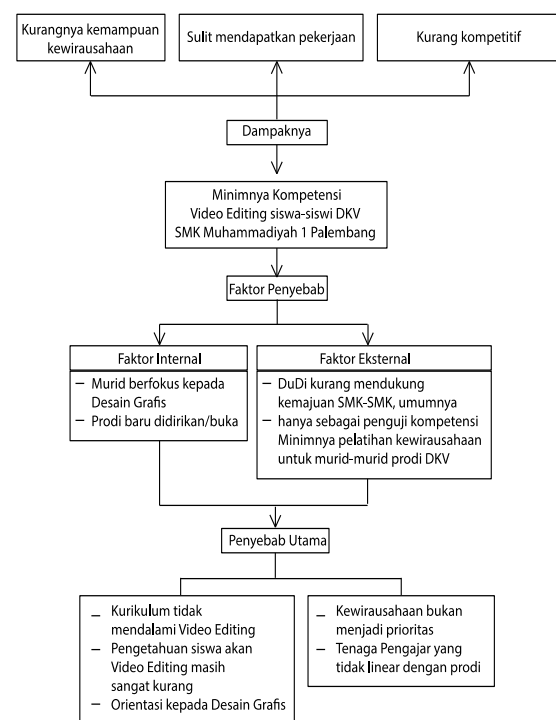 Kurangnya kemampuan
kewirausahaan
Sulit mendapatkan pekerjaan
Kurang kompetitif
Dampaknya
Minimnya Kompetensi
Video Editing siswa-siswi DKV
SMK Muhammadiyah 1 Palembang
Faktor Penyebab
Faktor Internal
– Murid berfokus kepada
Desain Grafis
– Prodi baru didirikan/buka
Faktor Eksternal
– DuDi kurang mendukung
kemajuan SMK-SMK, umumnya
– hanya sebagai penguji kompetensi
Minimnya pelatihan kewirausahaan
untuk murid-murid prodi DKV
Penyebab Utama
– Kurikulum tidak
mendalami Video Editing
– Pengetahuan siswa akan
Video Editing masih
sangat kurang
– Orientasi kepada Desain Grafis
– Kewirausahaan bukan
menjadi prioritas
– Tenaga Pengajar yang
tidak linear dengan prodi